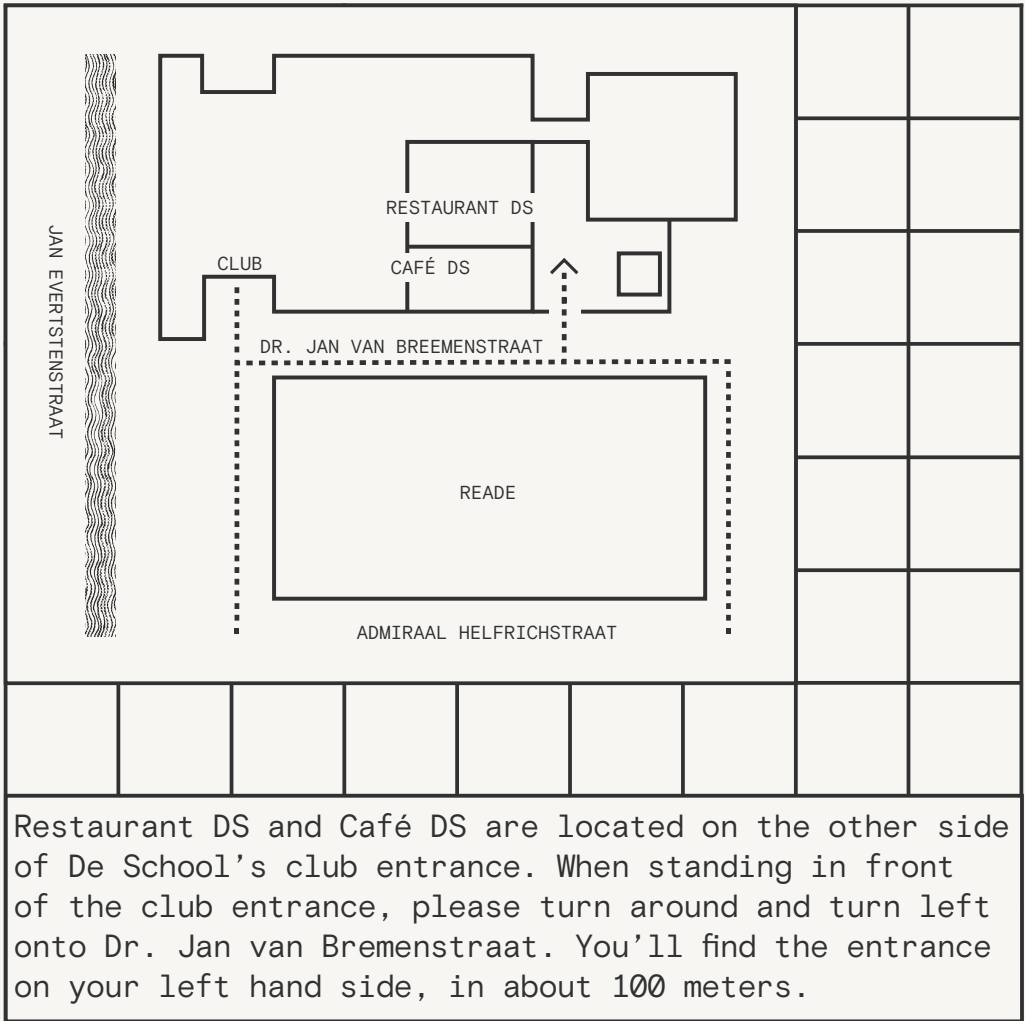 RESTAURANT DS
JAN EVERTSTENSTRAAT
CLUB
CAFÉ DS
DR. JAN VAN BREEMENSTRAAT
READE
ADMIRAAL HELFRICHSTRAAT
Restaurant DS and Café DS are located on the other side
of De School’s club entrance. When standing in front
of the club entrance, please turn around and turn left
onto Dr. Jan van Bremenstraat. You’ll find the entrance
on your left hand side, in about 100 meters.